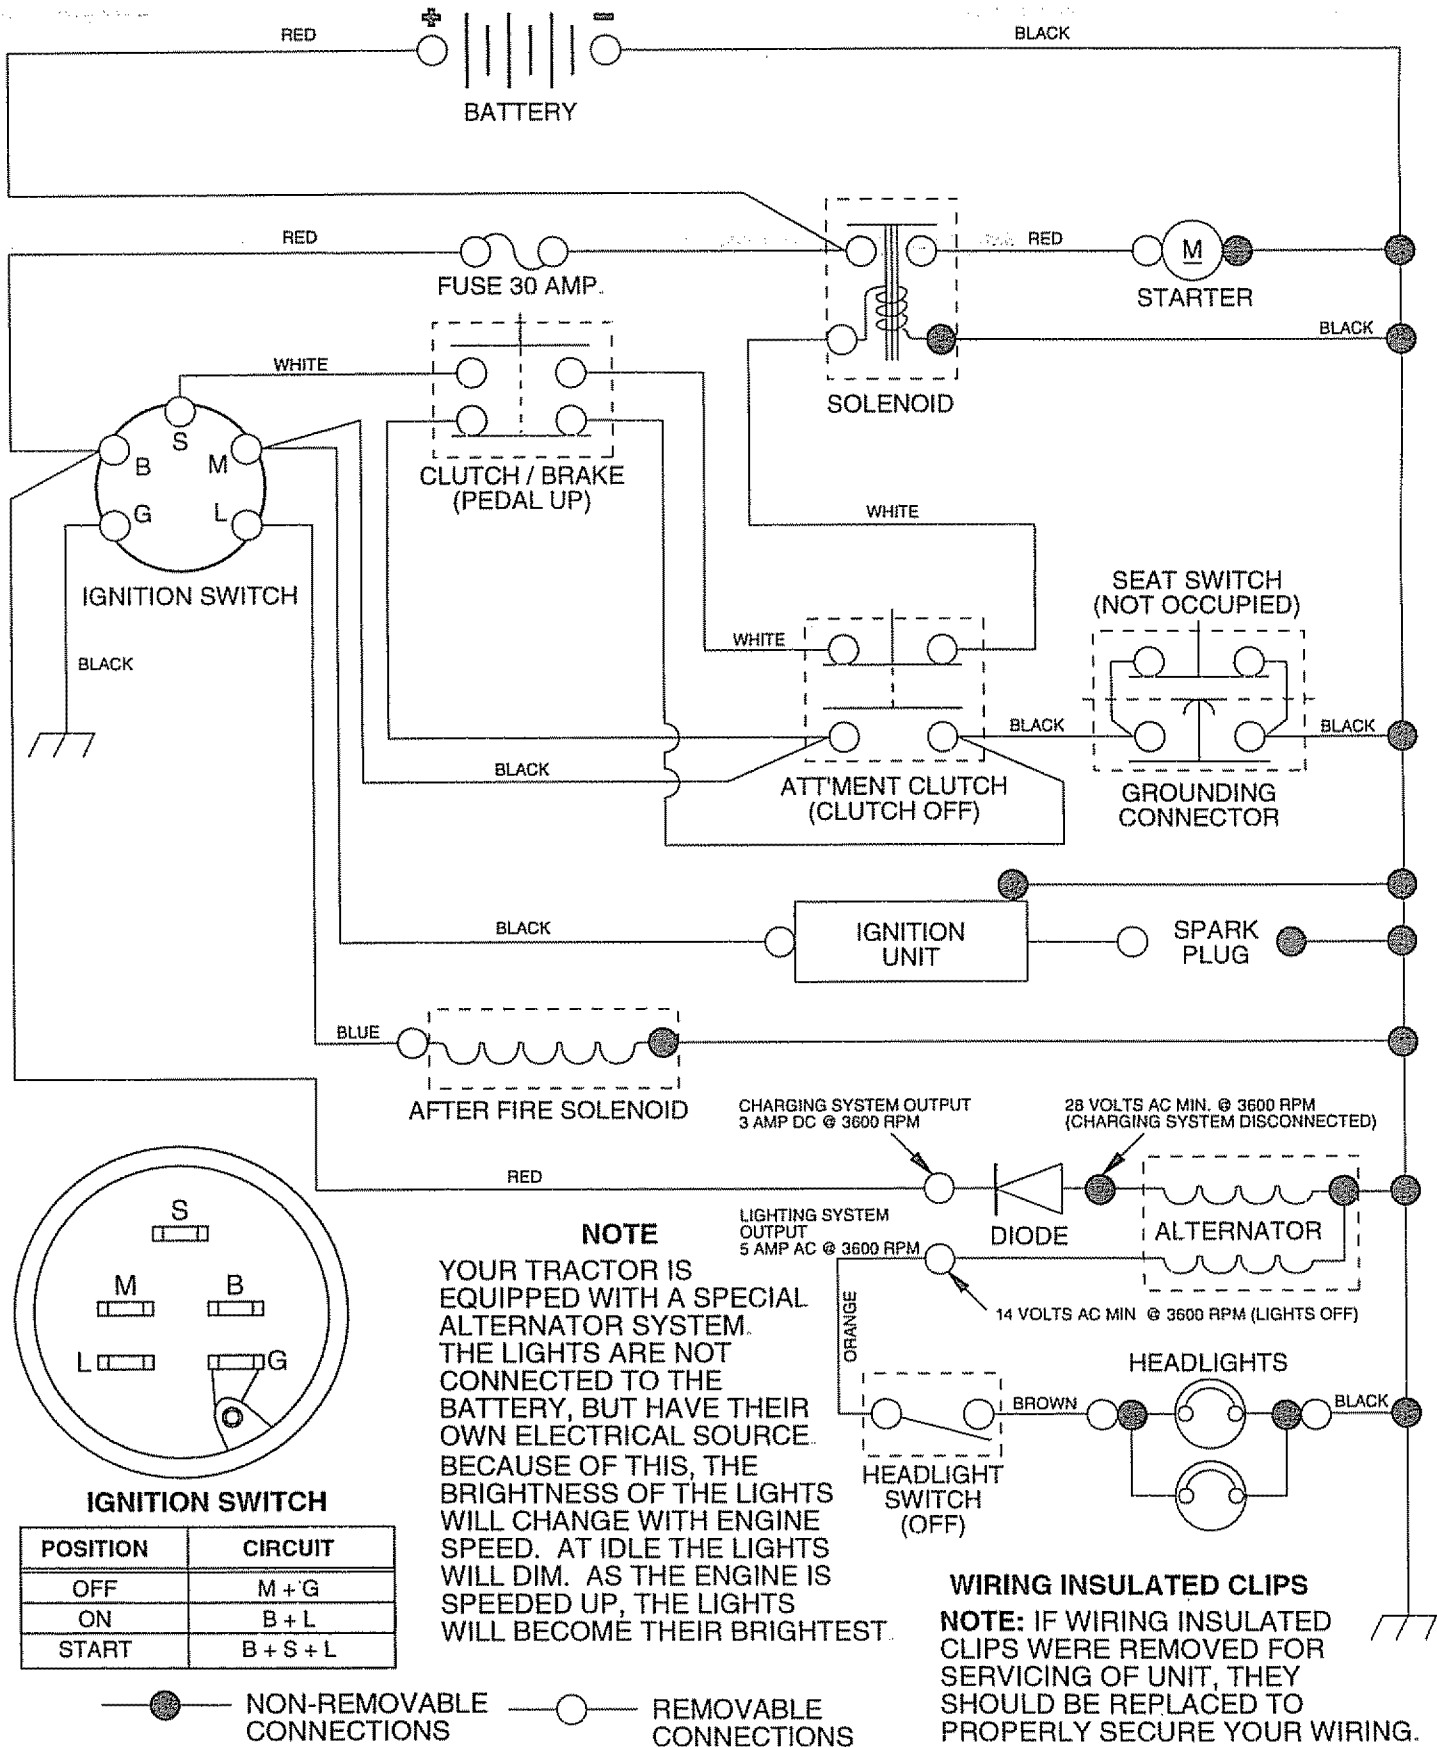 +
−
RED
BLACK
BATTERY
RED
FUSE 30 AMP.
RED
M
STARTER
BLACK
SOLENOID
WHITE
S
B
M
G
L
IGNITION SWITCH
CLUTCH / BRAKE
(PEDAL UP)
WHITE
BLACK
SEAT SWITCH
(NOT OCCUPIED)
WHITE
BLACK
BLACK
BLACK
ATT'MENT CLUTCH
(CLUTCH OFF)
GROUNDING
CONNECTOR
BLACK
IGNITION
UNIT
SPARK
PLUG
BLUE
AFTER FIRE SOLENOID
CHARGING SYSTEM OUTPUT
3 AMP DC @ 3600 RPM
28 VOLTS AC MIN. @ 3600 RPM
(CHARGING SYSTEM DISCONNECTED)
RED
DIODE
ALTERNATOR
LIGHTING SYSTEM
OUTPUT
5 AMP AC @ 3600 RPM
14 VOLTS AC MIN @ 3600 RPM (LIGHTS OFF)
ORANGE
HEADLIGHTS
BROWN
BLACK
HEADLIGHT
SWITCH
(OFF)
S
M
B
L
G
IGNITION SWITCH
POSITION CIRCUIT
OFF M + G
ON B + L
START B + S + L
NOTE
YOUR TRACTOR IS
EQUIPPED WITH A SPECIAL
ALTERNATOR SYSTEM.
THE LIGHTS ARE NOT
CONNECTED TO THE
BATTERY, BUT HAVE THEIR
OWN ELECTRICAL SOURCE.
BECAUSE OF THIS, THE
BRIGHTNESS OF THE LIGHTS
WILL CHANGE WITH ENGINE
SPEED. AT IDLE THE LIGHTS
WILL DIM. AS THE ENGINE IS
SPEEDED UP, THE LIGHTS
WILL BECOME THEIR BRIGHTEST.
WIRING INSULATED CLIPS
NOTE: IF WIRING INSULATED
CLIPS WERE REMOVED FOR
SERVICING OF UNIT, THEY
SHOULD BE REPLACED TO
PROPERLY SECURE YOUR WIRING.
NON-REMOVABLE
CONNECTIONS
REMOVABLE
CONNECTIONS